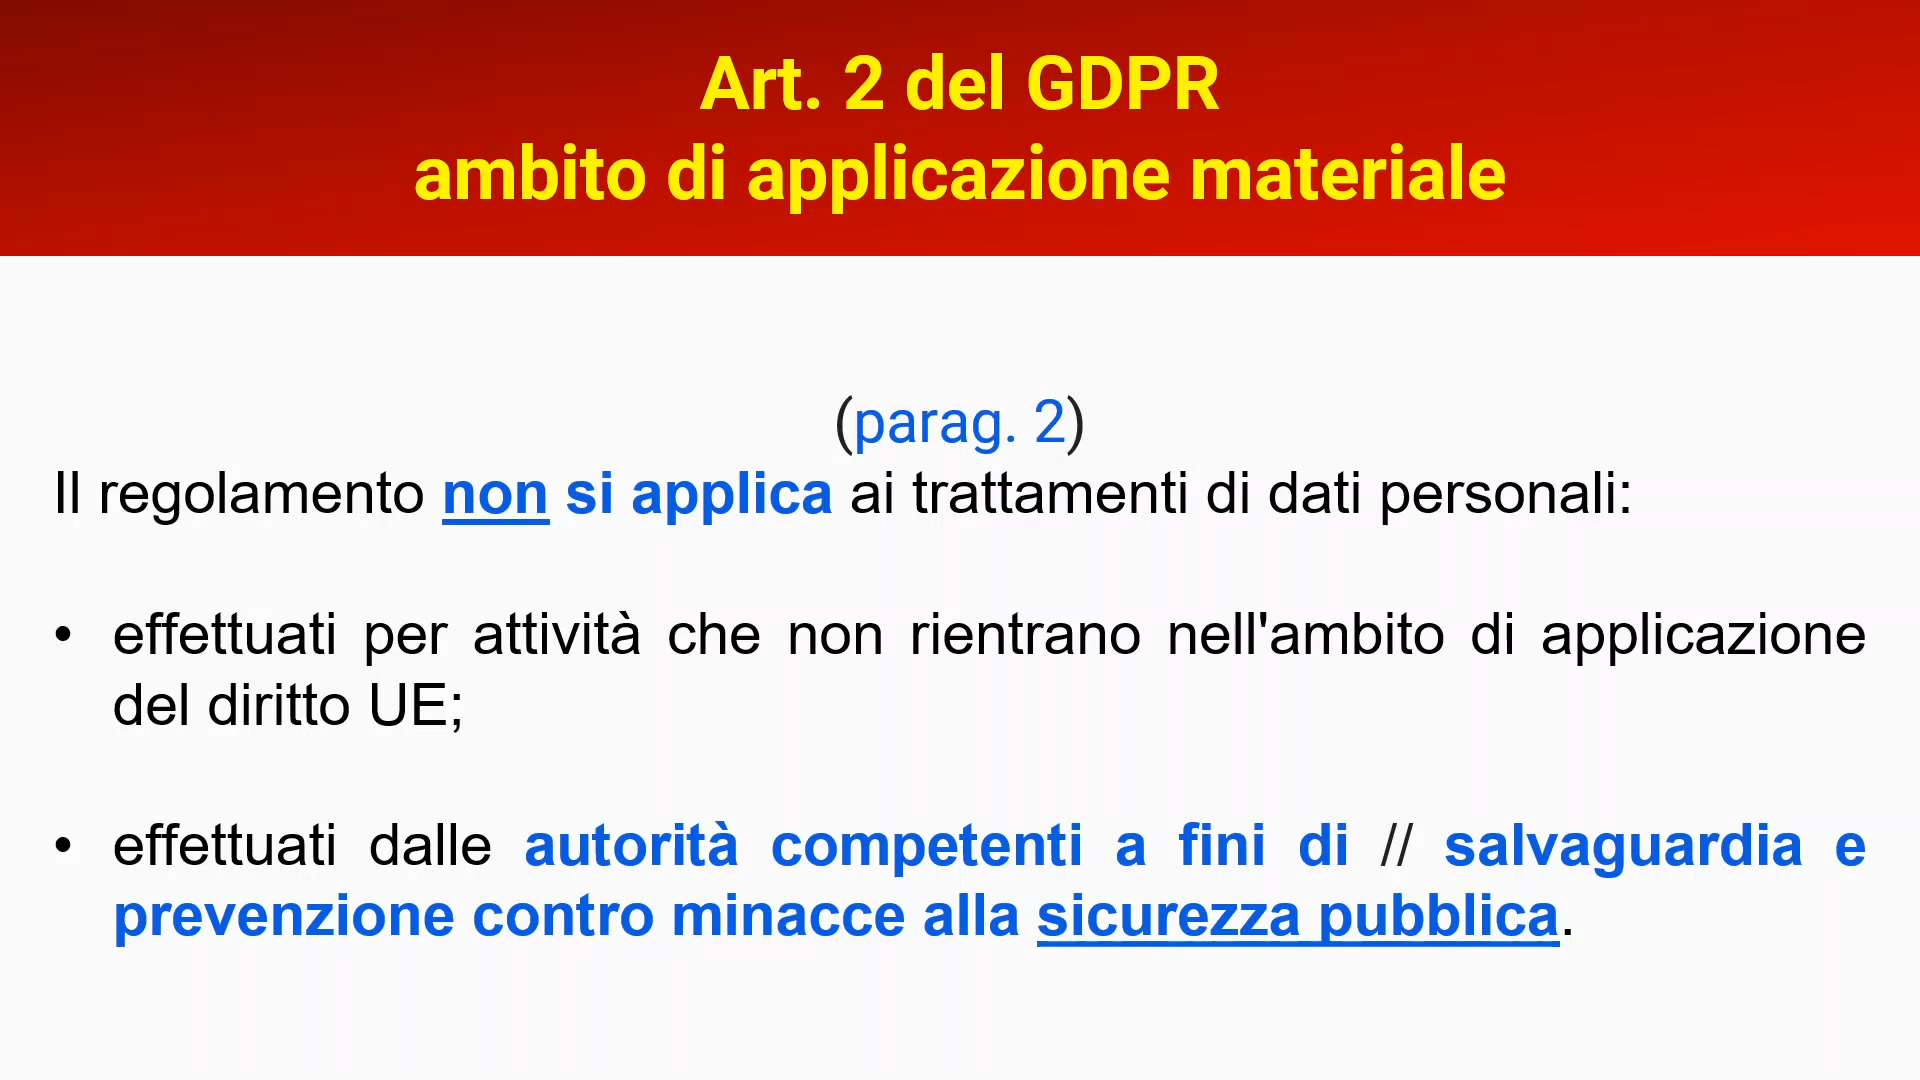 Art. 2 del GDPR
ambito di applicazione materiale
(parag. 2)
Il regolamento non si applica ai trattamenti di dati personali:
• effettuati per attività che non rientrano nell'ambito di applicazione
del diritto UE;
• effettuati dalle autorità competenti a fini di // salvaguardia e
prevenzione contro minacce alla sicurezza pubblica.